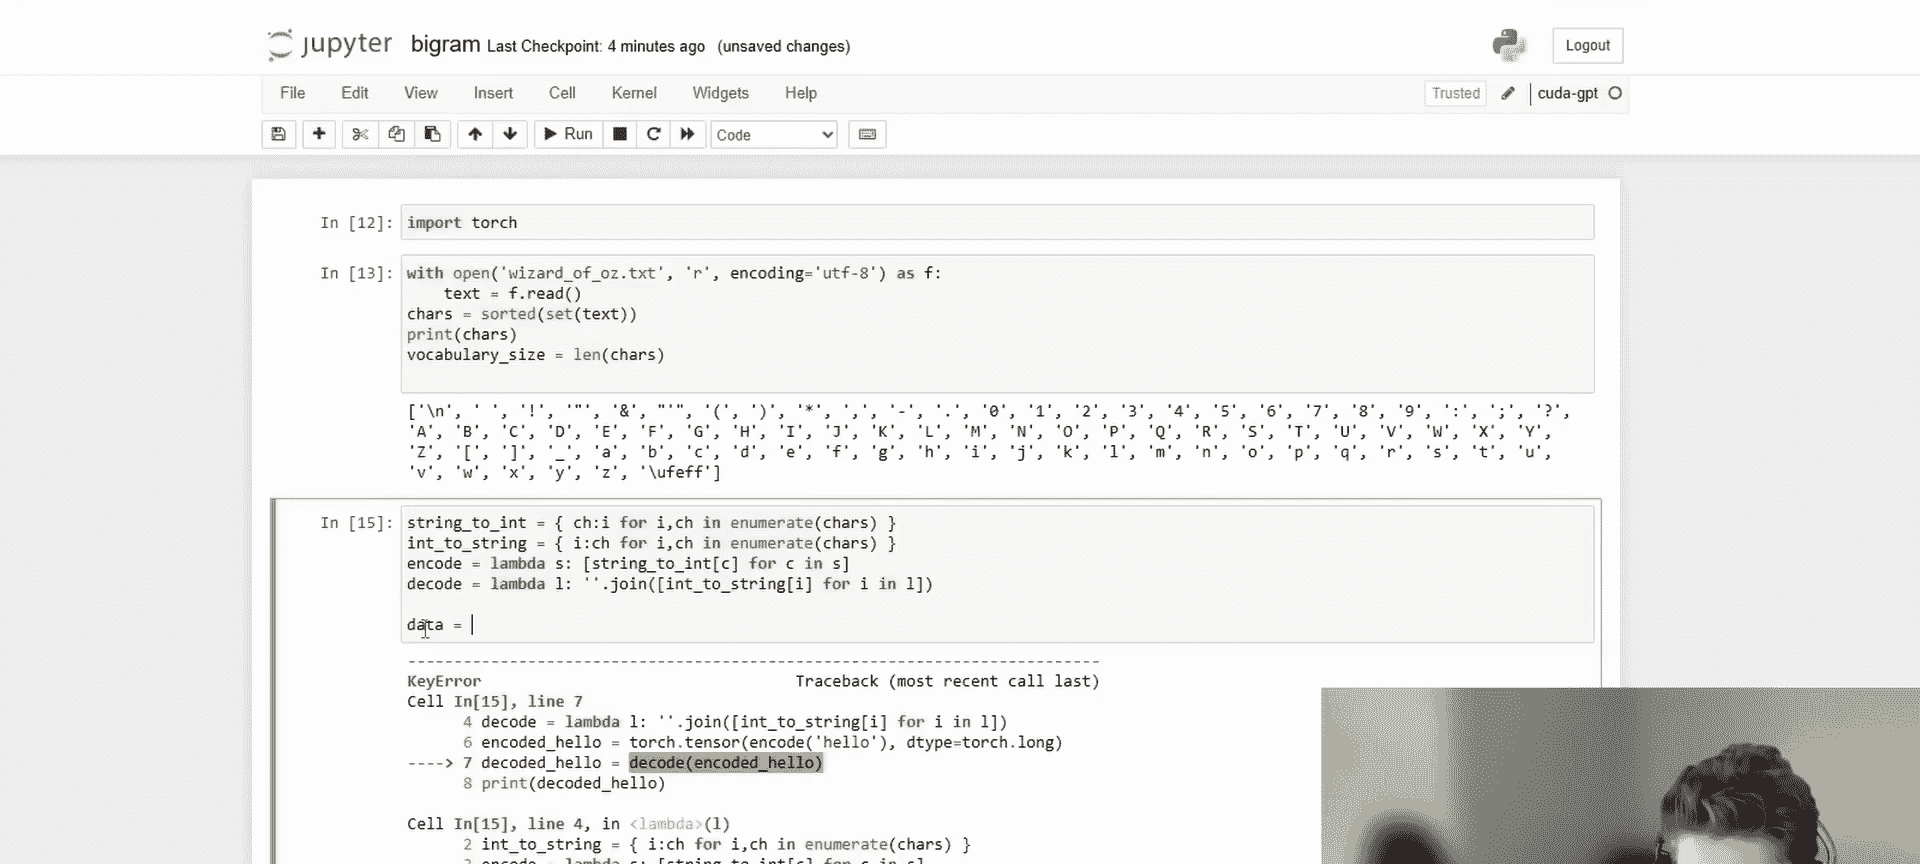 jupyter bigram Last Checkpoint: 4 minutes ago (unsaved changes) Logout
File Edit View Insert Cell Kernel Widgets Help Trusted cuda-gpt
Run Code
In [12]: import torch
In [13]: with open('wizard_of_oz.txt', 'r', encoding='utf-8') as f:
text = f.read()
chars = sorted(set(text))
print(chars)
vocabulary_size = len(chars)
['\n', ' ', '!', '"', '&', "'", '(', ')', '*', ',', '-', '.', '0', '1', '2', '3', '4', '5', '6', '7', '8', '9', ':', ';', '?',
'A', 'B', 'C', 'D', 'E', 'F', 'G', 'H', 'I', 'J', 'K', 'L', 'M', 'N', 'O', 'P', 'Q', 'R', 'S', 'T', 'U', 'V', 'W', 'X', 'Y',
'Z', '[', ']', '_', 'a', 'b', 'c', 'd', 'e', 'f', 'g', 'h', 'i', 'j', 'k', 'l', 'm', 'n', 'o', 'p', 'q', 'r', 's', 't', 'u',
'v', 'w', 'x', 'y', 'z', '\ufeff']
In [15]: string_to_int = { ch:i for i,ch in enumerate(chars) }
int_to_string = { i:ch for i,ch in enumerate(chars) }
encode = lambda s: [string_to_int[c] for c in s]
decode = lambda l: ''.join([int_to_string[i] for i in l])
data =
---------------------------------------------------------------------------
KeyError Traceback (most recent call last)
Cell In[15], line 7
4 decode = lambda l: ''.join([int_to_string[i] for i in l])
6 encoded_hello = torch.tensor(encode('hello'), dtype=torch.long)
----> 7 decoded_hello = decode(encoded_hello)
8 print(decoded_hello)
Cell In[15], line 4, in <lambda>(l)
2 int_to_string = { i:ch for i,ch in enumerate(chars) }